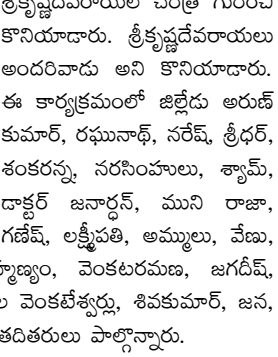 శ్రీకృష్ణదేవరాయల చరిత్ర గురించి
కొనియాడారు. శ్రీకృష్ణదేవరాయలు
అందరివాడు అని కొనియాడారు.
ఈ కార్యక్రమంలో జిల్లేడు అరుణ్
కుమార్, రఘునాథ్, నరేష్, శ్రీధర్,
శంకరన్న, నరసింహులు, శ్యామ్,
డాక్టర్ జనార్ధన్, ముని రాజా,
గణేష్, లక్ష్మీపతి, అమ్ములు, వేణు,
వెంకటరమణ, జగదీష్,
వెంకటేశ్వర్లు, శివకుమార్, జన,
తదితరులు పాల్గొన్నారు.